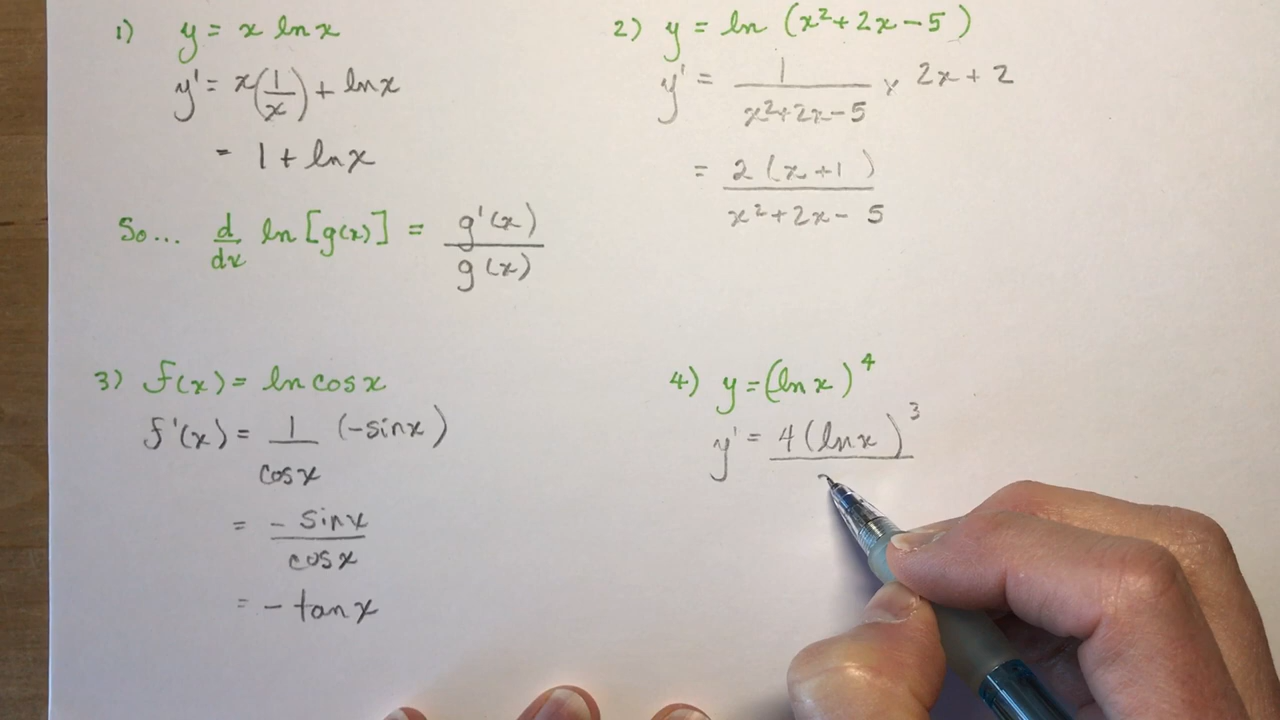 1) y = x ln x
y' = x(1/x) + ln x
= 1 + ln x
2) y = ln (x² + 2x - 5)
y' = 1/(x² + 2x - 5) × 2x + 2
= 2(x + 1)/(x² + 2x - 5)
So... d/dx ln [g(x)] = g'(x)/g(x)
3) f(x) = ln cos x
f'(x) = 1/cos x (-sin x)
= - sin x/cos x
= - tan x
4) y = (ln x)⁴
y' = 4(ln x)³